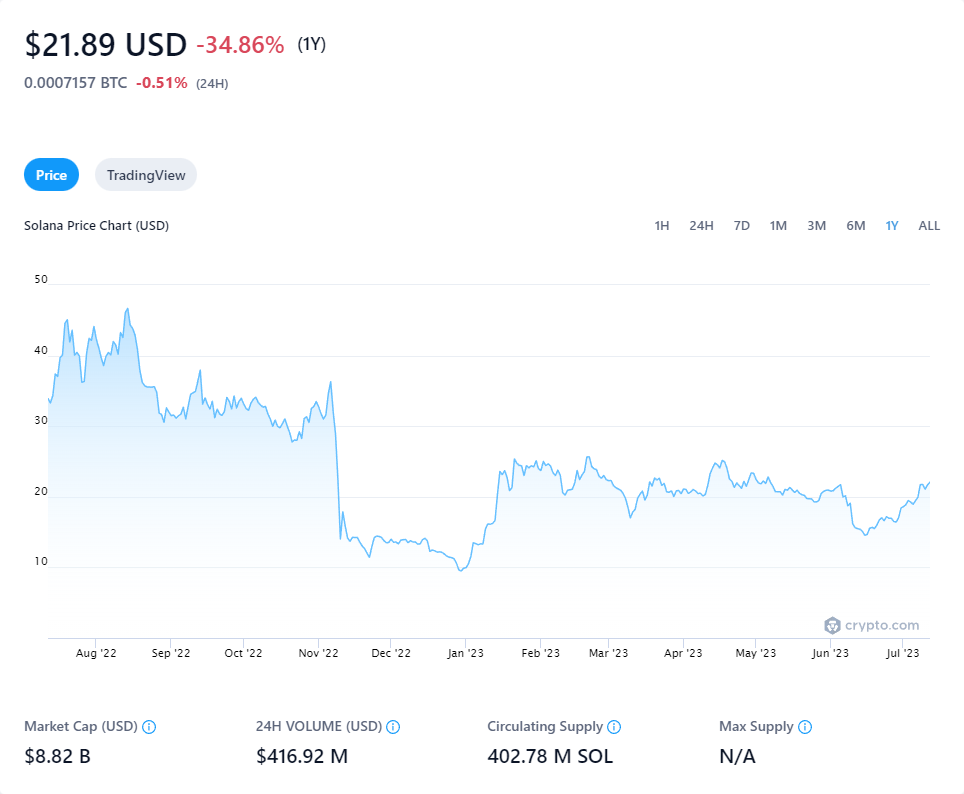 $21.89 USD -34.86% (1Y)
0.0007157 BTC -0.51% (24H)
Price TradingView
Solana Price Chart (USD)
1H 24H 7D 1M 3M 6M 1Y ALL
50
40
30
20
10
crypto.com
Aug '22 Sep '22 Oct '22 Nov '22 Dec '22 Jan '23 Feb '23 Mar '23 Apr '23 May '23 Jun '23 Jul '23
Market Cap (USD) 24H VOLUME (USD) Circulating Supply Max Supply
$8.82 B $416.92 M 402.78 M SOL N/A